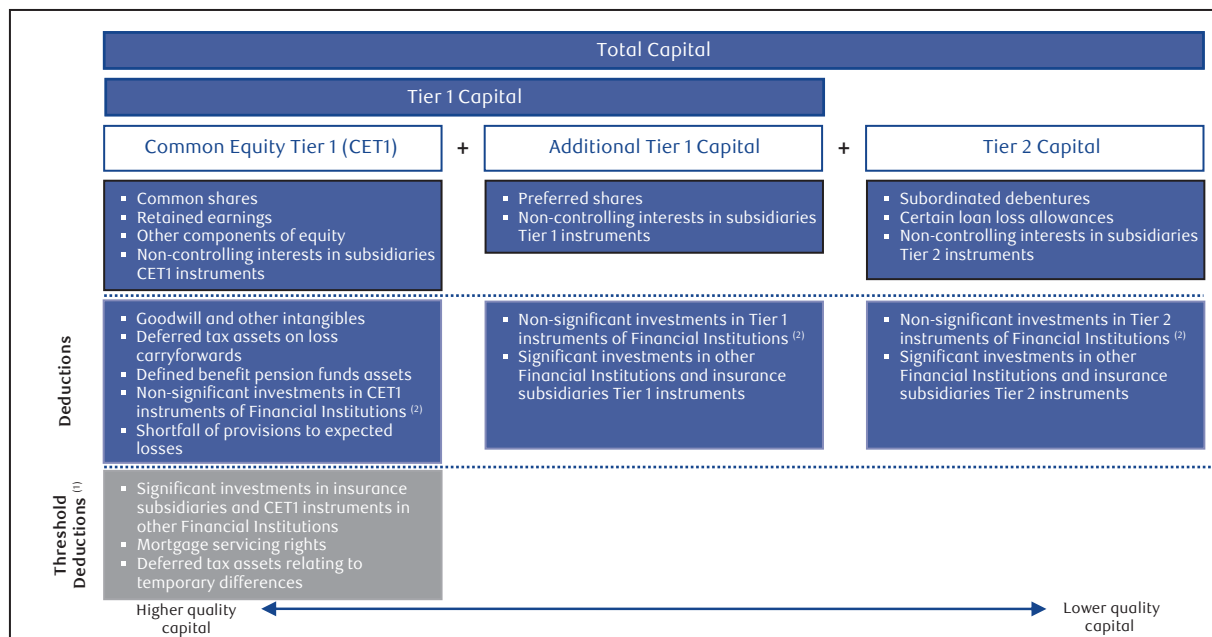 Total Capital
Tier 1 Capital
Common Equity Tier 1 (CET1)
+
Additional Tier 1 Capital
+
Tier 2 Capital
▪ Common shares
▪ Retained earnings
▪ Other components of equity
▪ Non-controlling interests in subsidiaries
CET1 instruments
▪ Preferred shares
▪ Non-controlling interests in subsidiaries
Tier 1 instruments
▪ Subordinated debentures
▪ Certain loan loss allowances
▪ Non-controlling interests in subsidiaries
Tier 2 instruments
Deductions
▪ Goodwill and other intangibles
▪ Deferred tax assets on loss
carryforwards
▪ Defined benefit pension funds assets
▪ Non-significant investments in CET1
instruments of Financial Institutions (2)
▪ Shortfall of provisions to expected
losses
▪ Non-significant investments in Tier 1
instruments of Financial Institutions (2)
▪ Significant investments in other
Financial Institutions and insurance
subsidiaries Tier 1 instruments
▪ Non-significant investments in Tier 2
instruments of Financial Institutions (2)
▪ Significant investments in other
Financial Institutions and insurance
subsidiaries Tier 2 instruments
Threshold
Deductions (1)
▪ Significant investments in insurance
subsidiaries and CET1 instruments in
other Financial Institutions
▪ Mortgage servicing rights
▪ Deferred tax assets relating to
temporary differences
Higher quality
capital
Lower quality
capital